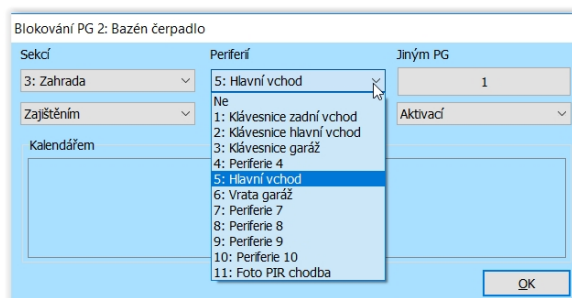 Blokování PG 2: Bazén čerpadlo
Sekcí
Periferií
Jiným PG
3: Zahrada
5: Hlavní vchod
1
Zajištěním
Aktivací
Ne
1: Klávesnice zadní vchod
2: Klávesnice hlavní vchod
3: Klávesnice garáž
4: Periferie 4
5: Hlavní vchod
6: Vrata garáž
7: Periferie 7
8: Periferie 8
9: Periferie 9
10: Periferie 10
11: Foto PIR chodba
Kalendářem
OK